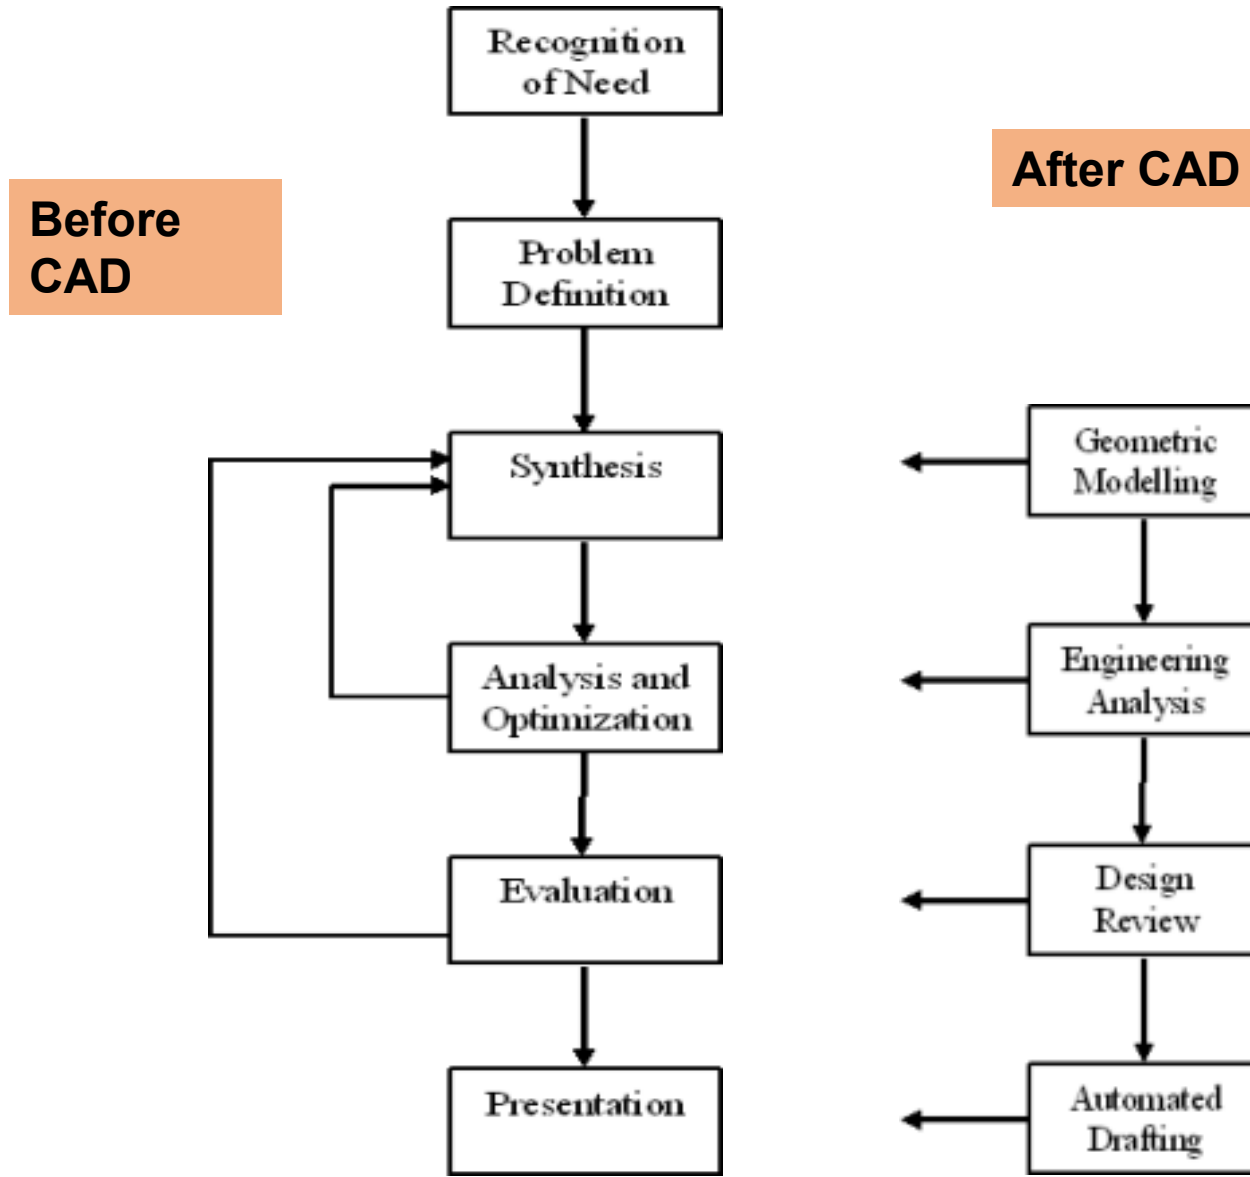 Recognition
of Need
After CAD
Before
CAD
Problem
Definition
Synthesis
Geometric
Modelling
Analysis and
Optimization
Engineering
Analysis
Evaluation
Design
Review
Presentation
Automated
Drafting